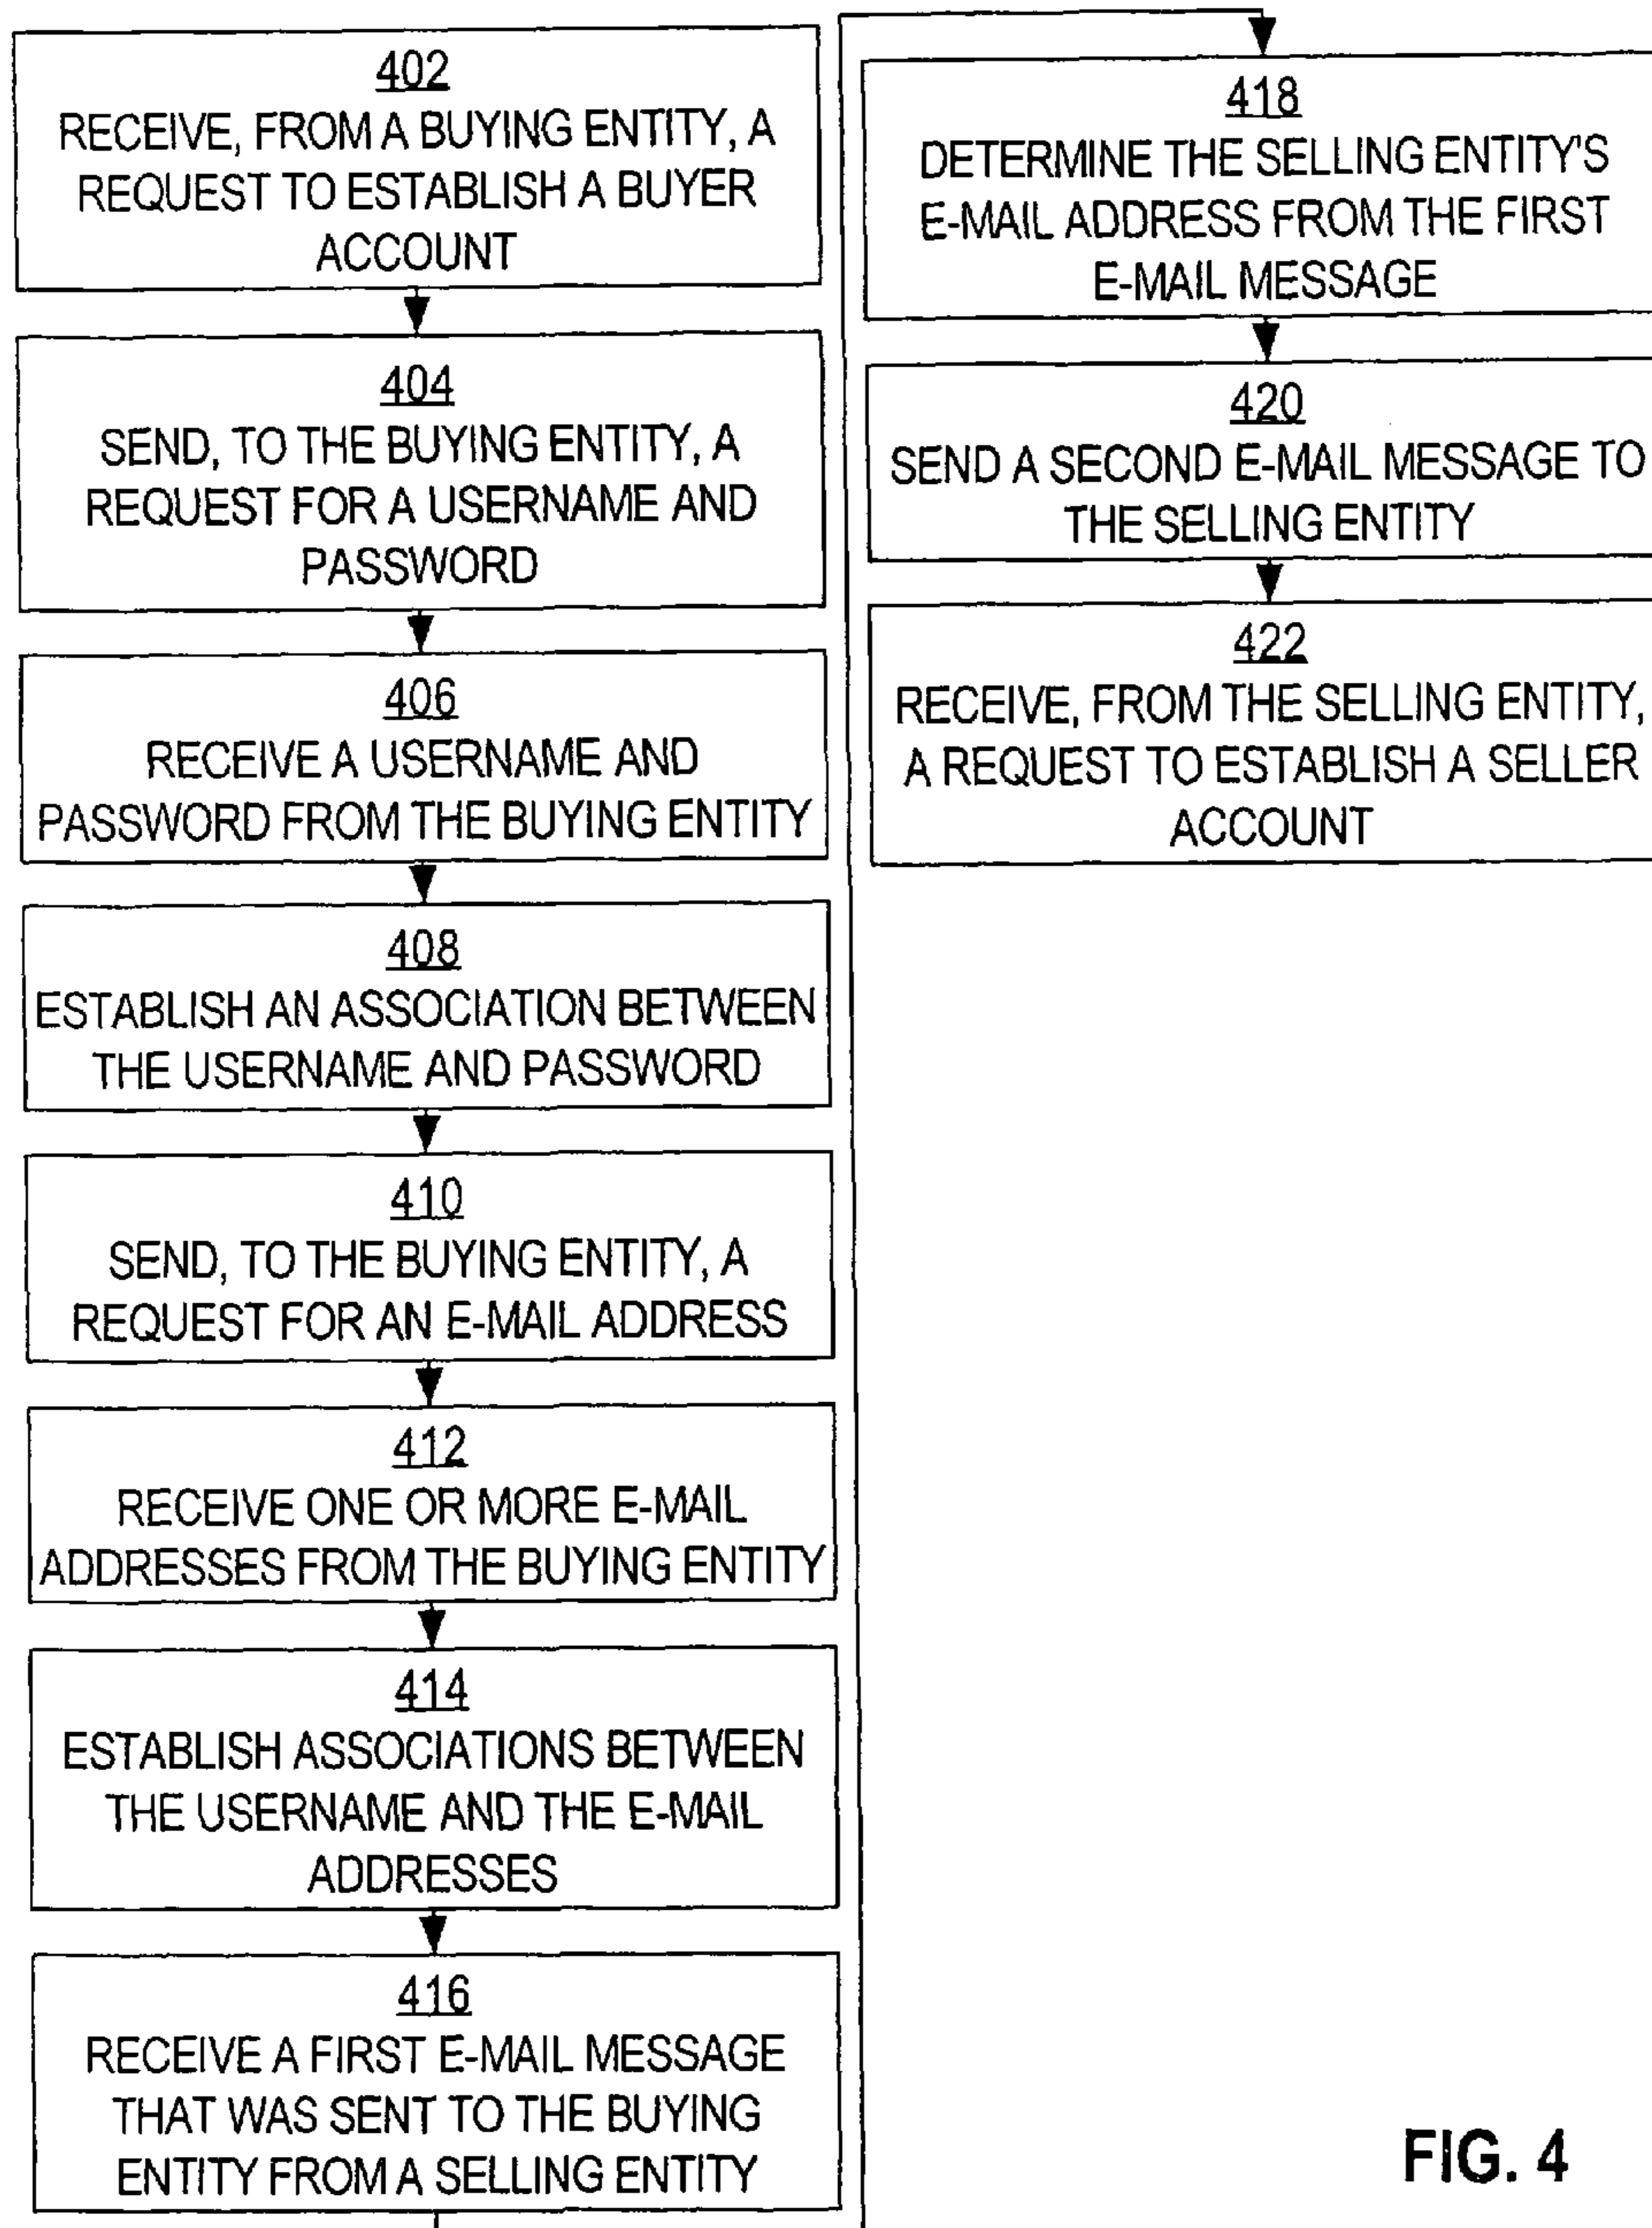 402
RECEIVE, FROM A BUYING ENTITY, A
REQUEST TO ESTABLISH A BUYER
ACCOUNT
404
SEND, TO THE BUYING ENTITY, A
REQUEST FOR A USERNAME AND
PASSWORD
406
RECEIVE A USERNAME AND
PASSWORD FROM THE BUYING ENTITY
408
ESTABLISH AN ASSOCIATION BETWEEN
THE USERNAME AND PASSWORD
410
SEND, TO THE BUYING ENTITY, A
REQUEST FOR AN E-MAIL ADDRESS
412
RECEIVE ONE OR MORE E-MAIL
ADDRESSES FROM THE BUYING ENTITY
414
ESTABLISH ASSOCIATIONS BETWEEN
THE USERNAME AND THE E-MAIL
ADDRESSES
416
RECEIVE A FIRST E-MAIL MESSAGE
THAT WAS SENT TO THE BUYING
ENTITY FROM A SELLING ENTITY
418
DETERMINE THE SELLING ENTITY'S
E-MAIL ADDRESS FROM THE FIRST
E-MAIL MESSAGE
420
SEND A SECOND E-MAIL MESSAGE TO
THE SELLING ENTITY
422
RECEIVE, FROM THE SELLING ENTITY,
A REQUEST TO ESTABLISH A SELLER
ACCOUNT
FIG. 4